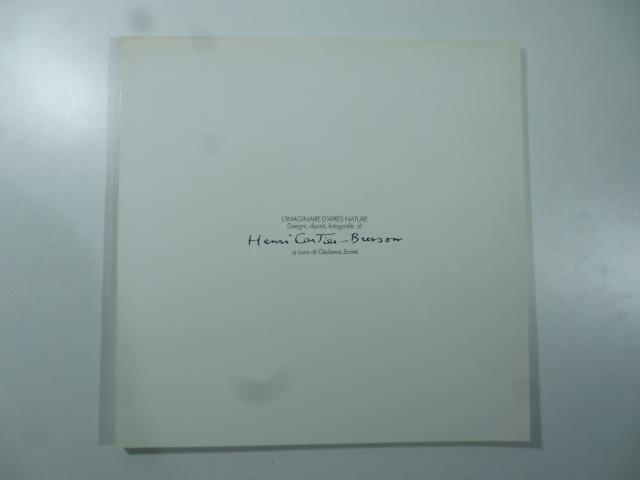 L'IMAGINAIRE D'APRÈS NATURE
Disegni, dipinti, fotografie di
Henri Cartier-Bresson
a cura di Giuliana Scimé